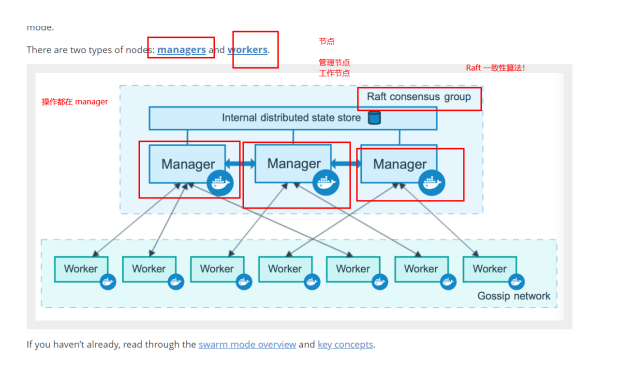 mode.
There are two types of nodes: managers and workers.
节点
管理节点
工作节点
Raft 一致性算法!
操作都在 manager
Raft consensus group
Internal distributed state store
Manager
Manager
Manager
Worker
Worker
Worker
Worker
Worker
Worker
Worker
Gossip network
If you haven't already, read through the swarm mode overview and key concepts.